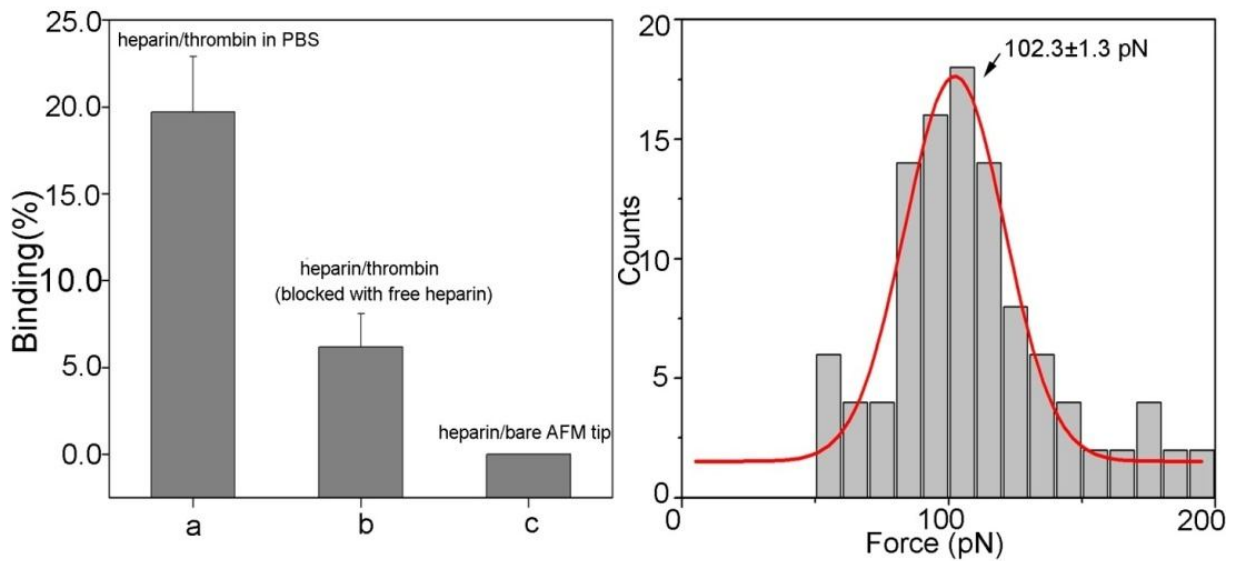 25.0
heparin/thrombin in PBS
20.0
15.0
10.0
5.0
0.0
Binding(%)
heparin/thrombin
(blocked with free heparin)
heparin/bare AFM tip
a
b
c
20
15
10
5
0
Counts
102.3±1.3 pN
0
100
200
Force (pN)